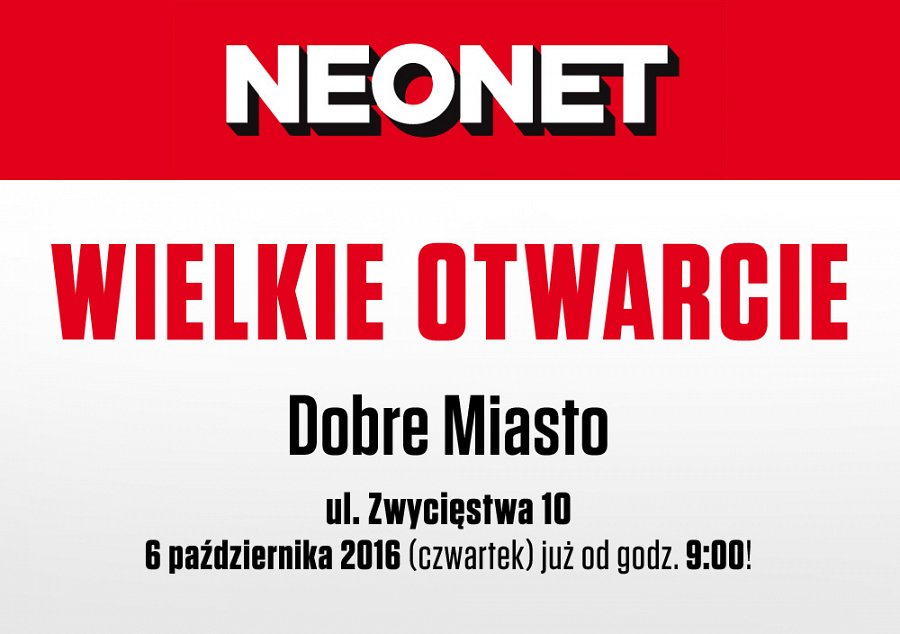 NEONET
WIELKIE OTWARCIE
Dobre Miasto
ul. Zwycięstwa 10
6 października 2016 (czwartek) już od godz. 9:00!